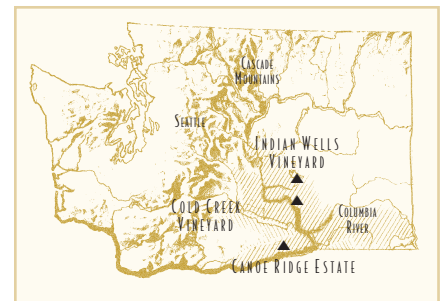 Cascade
Mountains
Seattle
Indian Wells
Vineyard
Cold Creek
Vineyard
Columbia
River
Canoe Ridge Estate